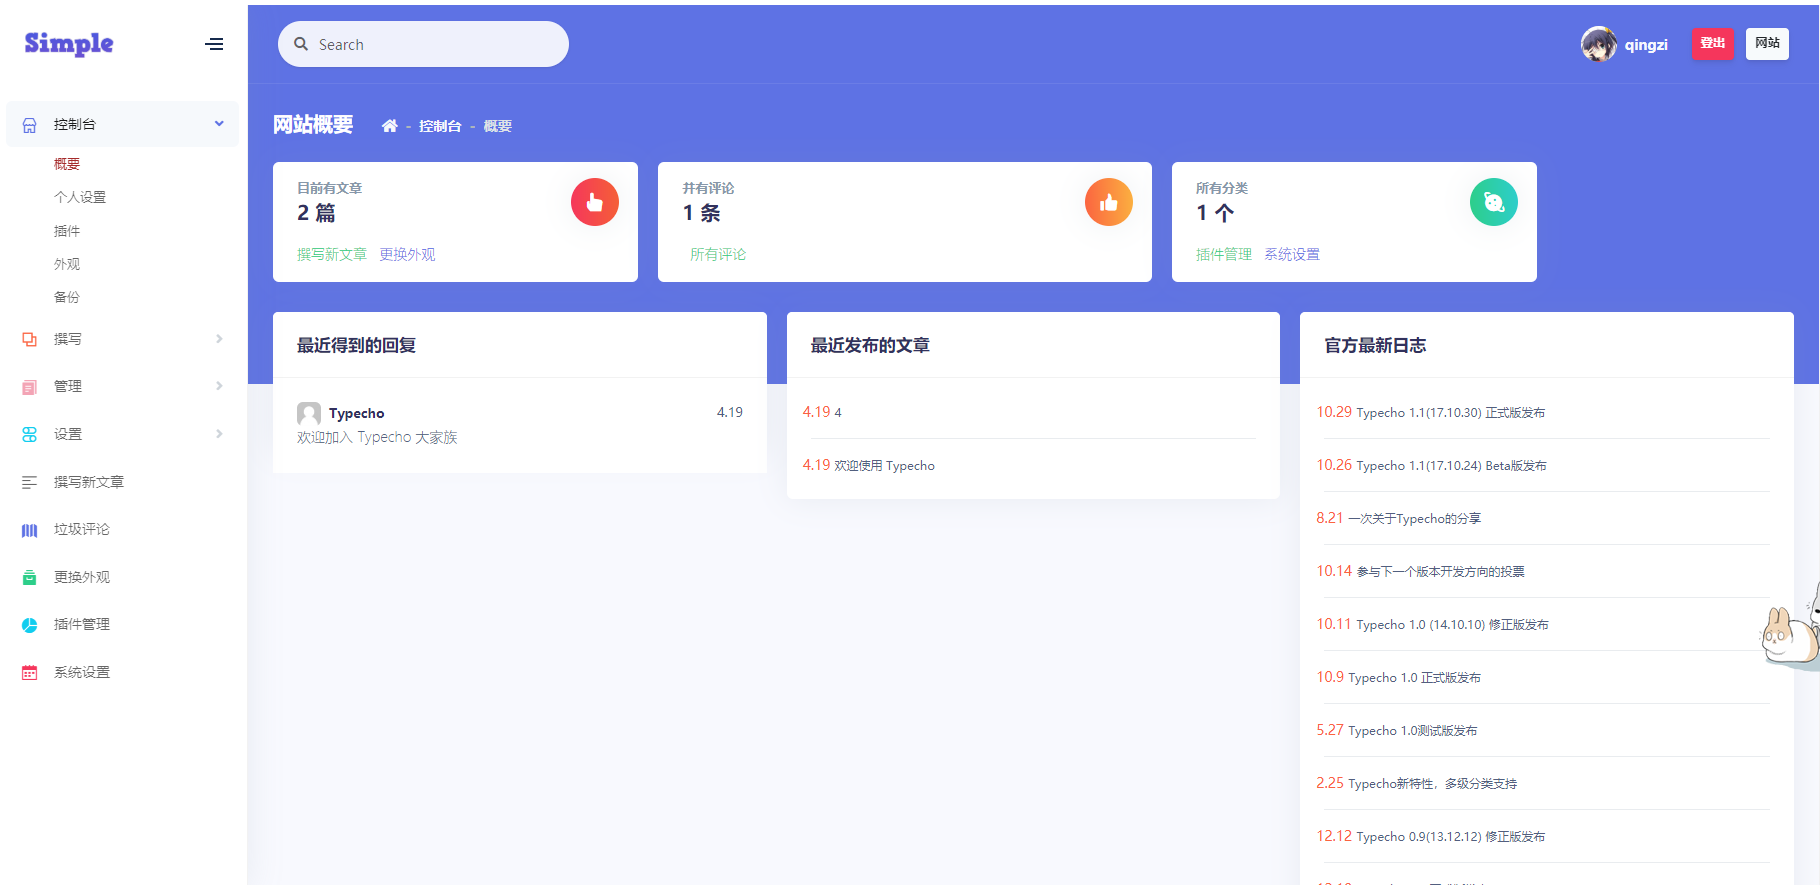 Simple
控制台
概要
个人设置
插件
外观
备份
撰写
管理
设置
撰写新文章
垃圾评论
更换外观
插件管理
系统设置
Search
qingzi
登出
网站
网站概要
- 控制台 - 概要
目前有文章
2 篇
撰写新文章 更换外观
并有评论
1 条
所有评论
所有分类
1 个
插件管理 系统设置
最近得到的回复
Typecho 4.19
欢迎加入 Typecho 大家族
最近发布的文章
4.19 4
4.19 欢迎使用 Typecho
官方最新日志
10.29 Typecho 1.1(17.10.30) 正式版发布
10.26 Typecho 1.1(17.10.24) Beta版发布
8.21 一次关于Typecho的分享
10.14 参与下一个版本开发方向的投票
10.11 Typecho 1.0 (14.10.10) 修正版发布
10.9 Typecho 1.0 正式版发布
5.27 Typecho 1.0测试版发布
2.25 Typecho新特性，多级分类支持
12.12 Typecho 0.9(13.12.12) 修正版发布